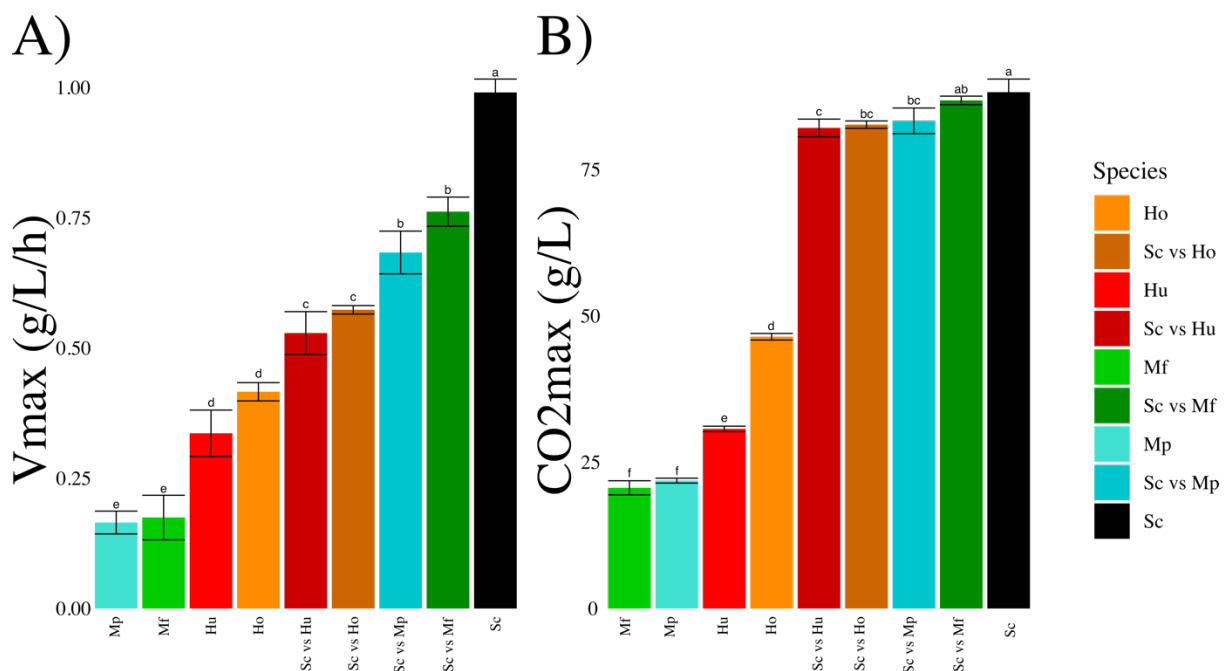 A)
Vmax (g/L/h)
1.00
0.75
0.50
0.25
0.00
e
e
d
d
c
c
b
b
a
Mp
Mf
Hu
Ho
Sc vs Hu
Sc vs Ho
Sc vs Mp
Sc vs Mf
Sc
B)
CO2max (g/L)
75
50
25
0
f
f
e
d
c
bc
bc
ab
a
Mf
Mp
Hu
Ho
Sc vs Hu
Sc vs Ho
Sc vs Mp
Sc vs Mf
Sc
Species
Ho
Sc vs Ho
Hu
Sc vs Hu
Mf
Sc vs Mf
Mp
Sc vs Mp
Sc